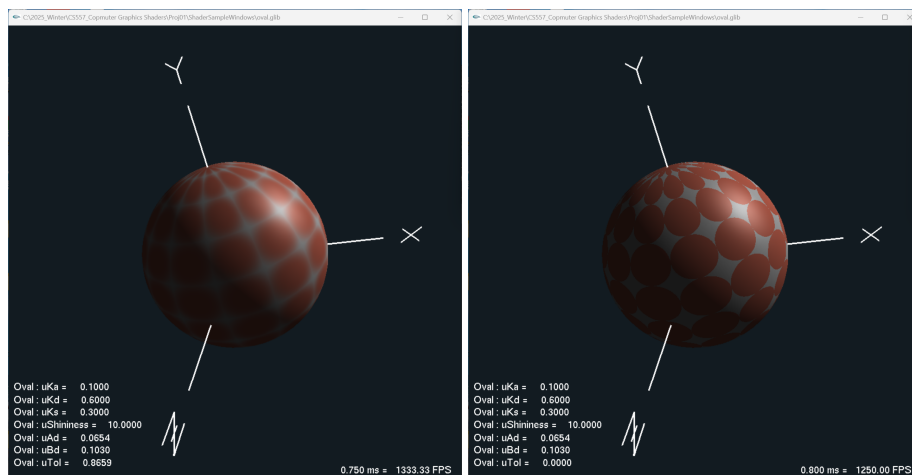 C:\2025_Winter\CS557_Copmuter Graphics Shaders\Proj01\ShaderSampleWindows\oval.glib
Y
X
Z
Oval : uKa = 0.1000
Oval : uKd = 0.6000
Oval : uKs = 0.3000
Oval : uShininess = 10.0000
Oval : uAd = 0.0654
Oval : uBd = 0.1030
Oval : uTol = 0.8659
0.750 ms = 1333.33 FPS
C:\2025_Winter\CS557_Copmuter Graphics Shaders\Proj01\ShaderSampleWindows\oval.glib
Y
X
Z
Oval : uKa = 0.1000
Oval : uKd = 0.6000
Oval : uKs = 0.3000
Oval : uShininess = 10.0000
Oval : uAd = 0.0654
Oval : uBd = 0.1030
Oval : uTol = 0.0000
0.800 ms = 1250.00 FPS